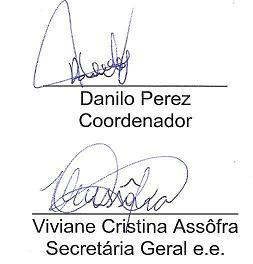 Danilo Perez
Coordenador
Viviane Cristina Assôfra
Secretária Geral e.e.